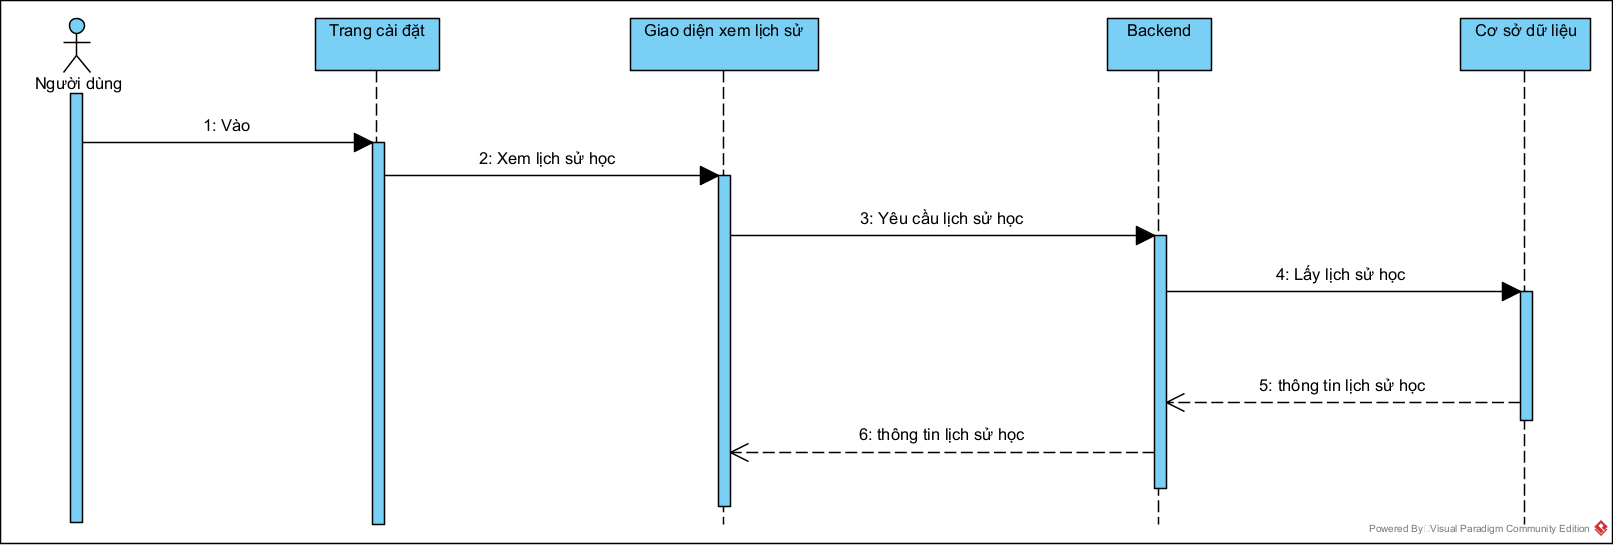 Trang cài đặt
Giao diện xem lịch sử
Backend
Cơ sở dữ liệu
Người dùng
1: Vào
2: Xem lịch sử học
3: Yêu cầu lịch sử học
4: Lấy lịch sử học
5: thông tin lịch sử học
6: thông tin lịch sử học
Powered By Visual Paradigm Community Edition